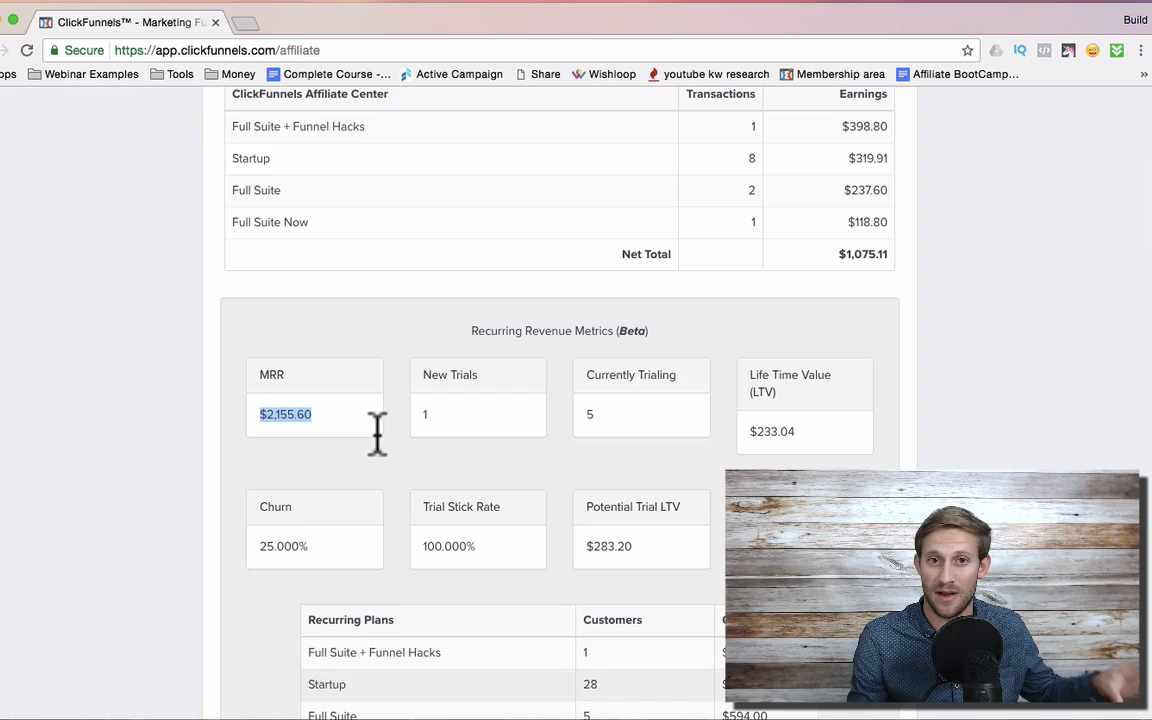 ClickFunnels™ - Marketing Fu
Build
Secure https://app.clickfunnels.com/affiliate
IQ
ops Webinar Examples Tools Money Complete Course -... Active Campaign Share Wishloop youtube kw research Membership area Affiliate BootCamp... »
ClickFunnels Affiliate Center Transactions Earnings
Full Suite + Funnel Hacks 1 $398.80
Startup 8 $319.91
Full Suite 2 $237.60
Full Suite Now 1 $118.80
Net Total $1,075.11
Recurring Revenue Metrics (Beta)
MRR New Trials Currently Trialing Life Time Value
(LTV)
$2,155.60 1 5 $233.04
Churn Trial Stick Rate Potential Trial LTV
25.000% 100.000% $283.20
Recurring Plans Customers
Full Suite + Funnel Hacks 1
Startup 28
Full Suite 5 $594.00